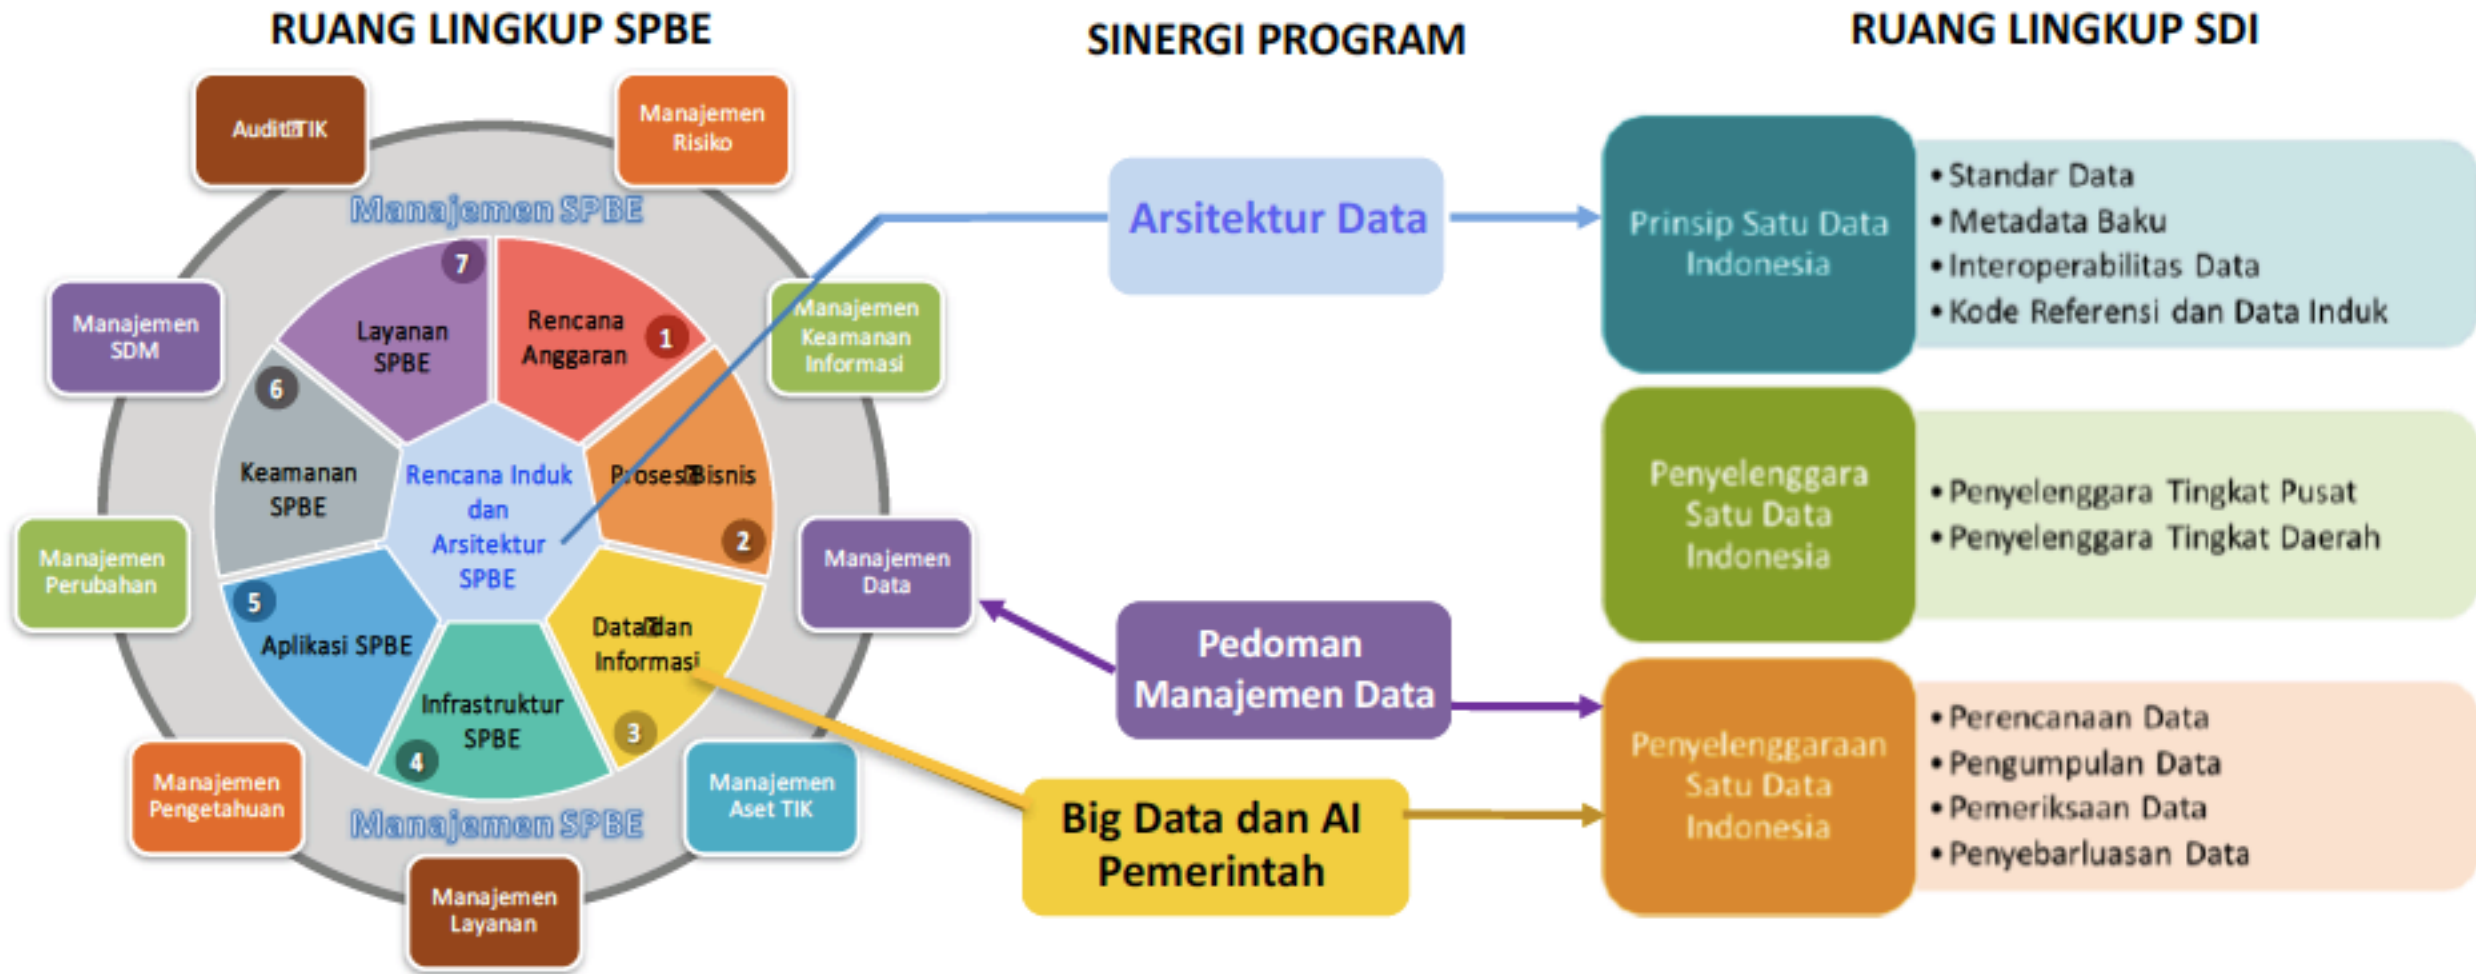 RUANG LINGKUP SPBE
SINERGI PROGRAM
RUANG LINGKUP SDI
Audit TIK
Manajemen
Risiko
Manajemen SPBE
Manajemen
SDM
Manajemen
Keamanan
Informasi
7
Layanan
SPBE
Rencana
Anggaran
1
6
Keamanan
SPBE
Rencana Induk
dan
Arsitektur
SPBE
Proses Bisnis
2
Manajemen
Perubahan
Manajemen
Data
5
Aplikasi SPBE
Data dan
Informasi
3
Infrastruktur
SPBE
4
Manajemen
Pengetahuan
Manajemen
Aset TIK
Manajemen SPBE
Manajemen
Layanan
Arsitektur Data
Pedoman
Manajemen Data
Big Data dan AI
Pemerintah
Prinsip Satu Data
Indonesia
• Standar Data
• Metadata Baku
• Interoperabilitas Data
• Kode Referensi dan Data Induk
Penyelenggara
Satu Data
Indonesia
• Penyelenggara Tingkat Pusat
• Penyelenggara Tingkat Daerah
Penyelenggaraan
Satu Data
Indonesia
• Perencanaan Data
• Pengumpulan Data
• Pemeriksaan Data
• Penyebarluasan Data